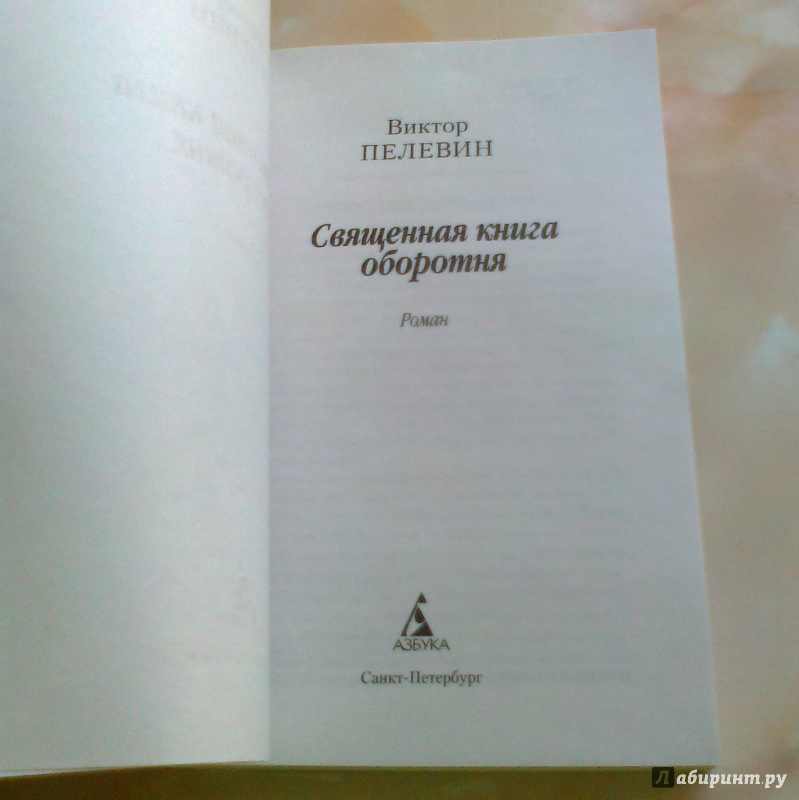 Виктор
ПЕЛЕВИН
Священная книга
оборотня
Роман
АЗБУКА
Санкт-Петербург
Лабиринт.ру